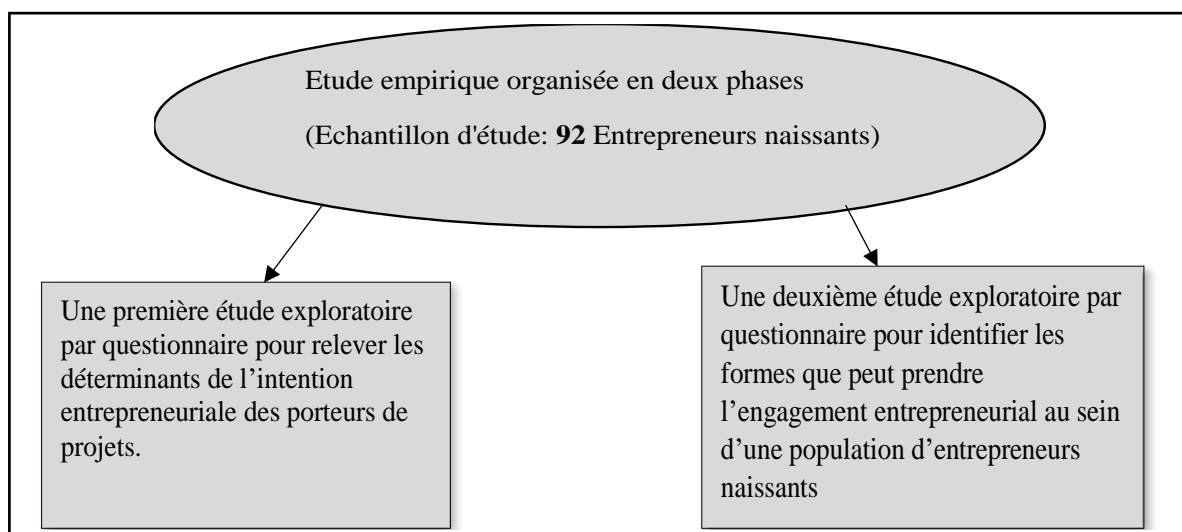 Etude empirique organisée en deux phases
(Echantillon d'étude: 92 Entrepreneurs naissants)
Une première étude exploratoire
par questionnaire pour relever les
déterminants de l’intention
entrepreneuriale des porteurs de
projets.
Une deuxième étude exploratoire par
questionnaire pour identifier les
formes que peut prendre
l’engagement entrepreneurial au sein
d’une population d’entrepreneurs
naissants